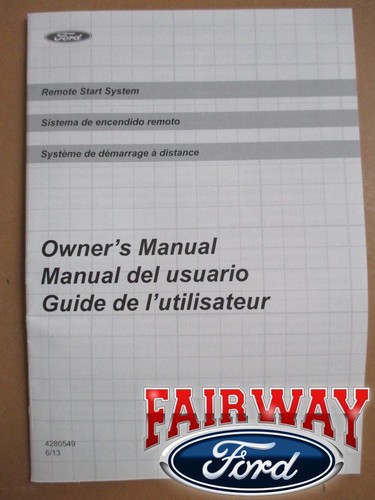 Ford
Remote Start System
Sistema de encendido remoto
Système de démarrage à distance
Owner's Manual
Manual del usuario
Guide de l'utilisateur
4280549
6/13
FAIRWAY
Ford